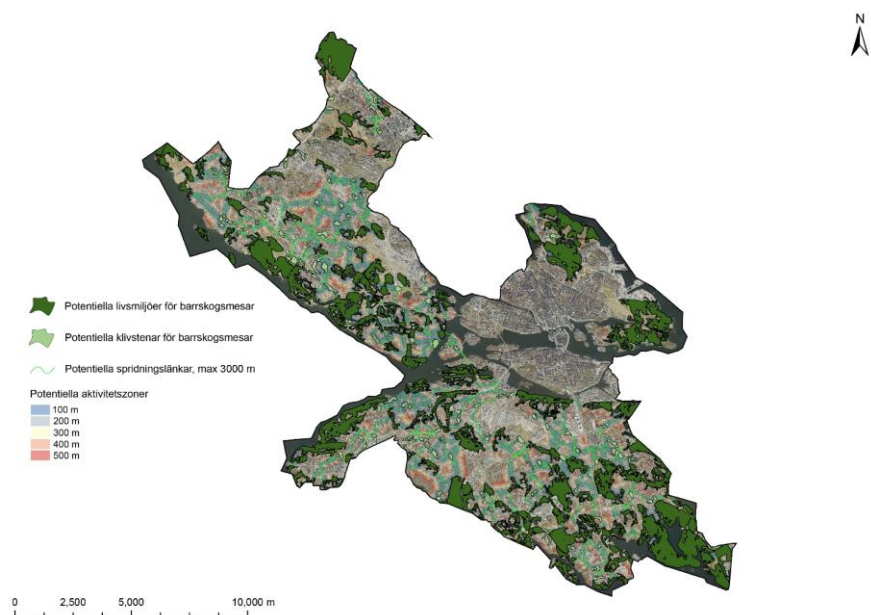 N
Potentiella livsmiljöer för barrskogsmesar
Potentiella klivstenar för barrskogsmesar
Potentiella spridningslänkar, max 3000 m
Potentiella aktivitetszoner
100 m
200 m
300 m
400 m
500 m
0 2,500 5,000 10,000 m